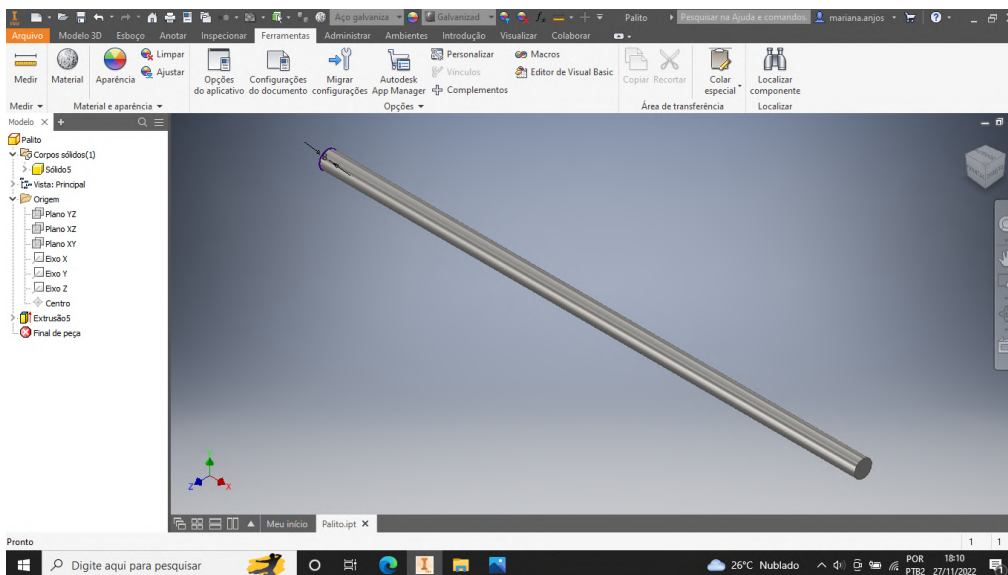 Aço galvaniza
Galvanizad
Palito
Pesquisar na Ajuda e comandos.
mariana.anjos
Arquivo Modelo 3D Esboço Anotar Inspecionar Ferramentas Administrar Ambientes Introdução Visualizar Colaborar
Medir
Material
Aparência
Limpar
Ajustar
Opções
do aplicativo
Configurações
do documento
Migrar
configurações
Autodesk
App Manager
Personalizar
Vínculos
Complementos
Macros
Editor de Visual Basic
Copiar Recortar
Colar
especial
Localizar
componente
Medir Material e aparência Opções Área de transferência Localizar
Modelo
Palito
Corpos sólidos(1)
Sólido5
Vista: Principal
Origem
Plano YZ
Plano XZ
Plano XY
Eixo X
Eixo Y
Eixo Z
Centro
Extrusão5
Final de peça
Z
X
Meu início Palito.ipt
Pronto
1 1
Digite aqui para pesquisar
26°C Nublado
POR
PTB2
18:10
27/11/2022